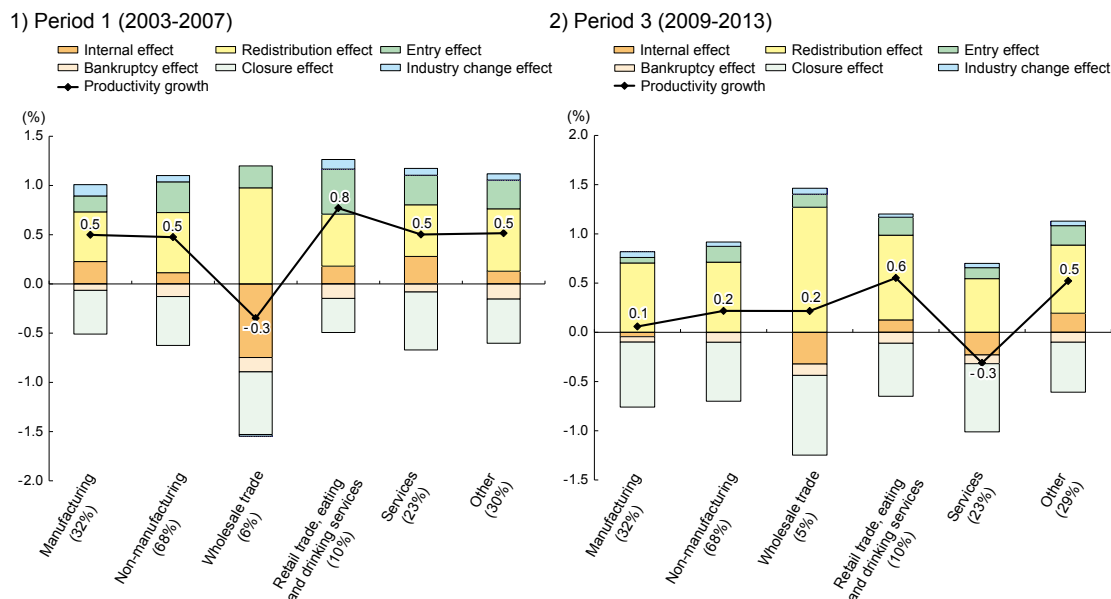 1) Period 1 (2003-2007)
Internal effect
Redistribution effect
Entry effect
Bankruptcy effect
Closure effect
Industry change effect
Productivity growth
(%)
1.5
1.0
0.5
0.0
-0.5
-1.0
-1.5
-2.0
0.5
0.5
-0.3
0.8
0.5
0.5
Manufacturing
(32%)
Non-manufacturing
(68%)
Wholesale trade
(6%)
Retail trade, eating
and drinking services
(10%)
Services
(23%)
Other
(30%)
2) Period 3 (2009-2013)
Internal effect
Redistribution effect
Entry effect
Bankruptcy effect
Closure effect
Industry change effect
Productivity growth
(%)
2.0
1.5
1.0
0.5
0.0
-0.5
-1.0
-1.5
0.1
0.2
0.2
0.6
-0.3
0.5
Manufacturing
(32%)
Non-manufacturing
(68%)
Wholesale trade
(5%)
Retail trade, eating
and drinking services
(10%)
Services
(23%)
Other
(29%)